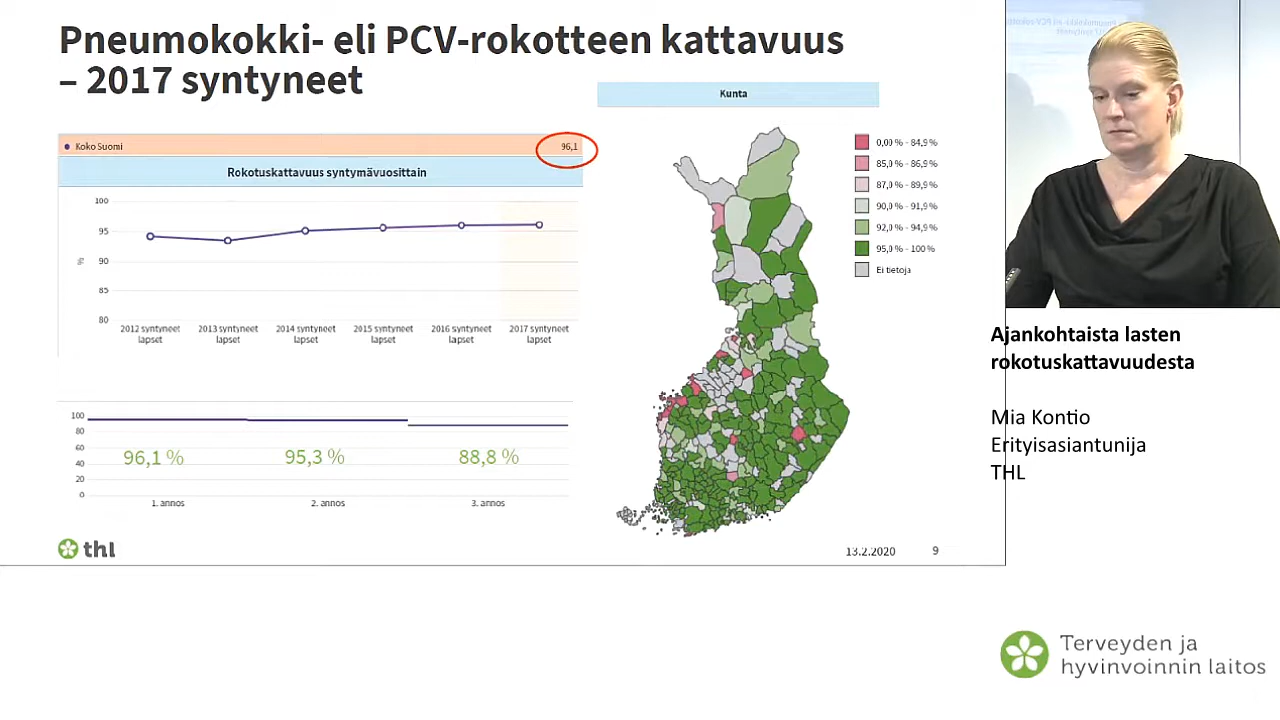 Pneumokokki- eli PCV-rokotteen kattavuus
– 2017 syntyneet
Kunta
Koko Suomi 96,1
Rokotuskattavuus syntymävuosittain
100
95
90
85
80
%
2012 syntyneet lapset
2013 syntyneet lapset
2014 syntyneet lapset
2015 syntyneet lapset
2016 syntyneet lapset
2017 syntyneet lapset
0,00 % - 84,9 %
85,0 % - 86,9 %
87,0 % - 89,9 %
90,0 % - 91,9 %
92,0 % - 94,9 %
95,0 % - 100 %
Ei tietoja
100
80
60
40
20
0
96,1 %
95,3 %
88,8 %
1. annos
2. annos
3. annos
thl
13.2.2020
9
Ajankohtaista lasten
rokotuskattavuudesta
Mia Kontio
Erityisasiantunija
THL
Terveyden ja
hyvinvoinnin laitos